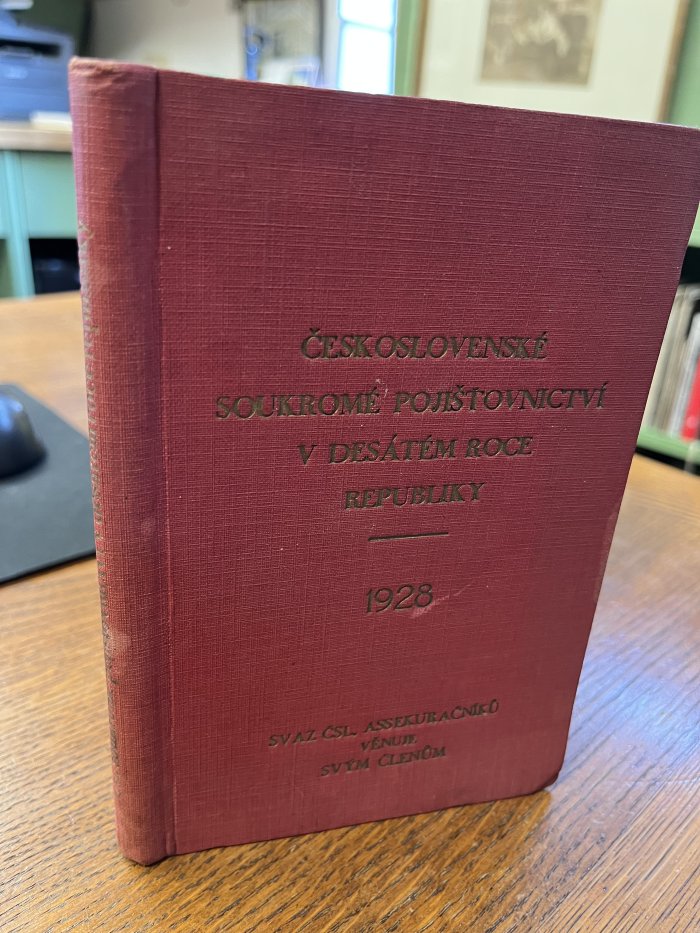 ČESKOSLOVENSKÉ
SOUKROMÉ POJIŠŤOVNICTVÍ
V DESÁTÉM ROCE
REPUBLIKY
1928
SVAZ ČSL. ASSEKURAČNÍKŮ
VĚNUJE
SVÝM ČLENŮM